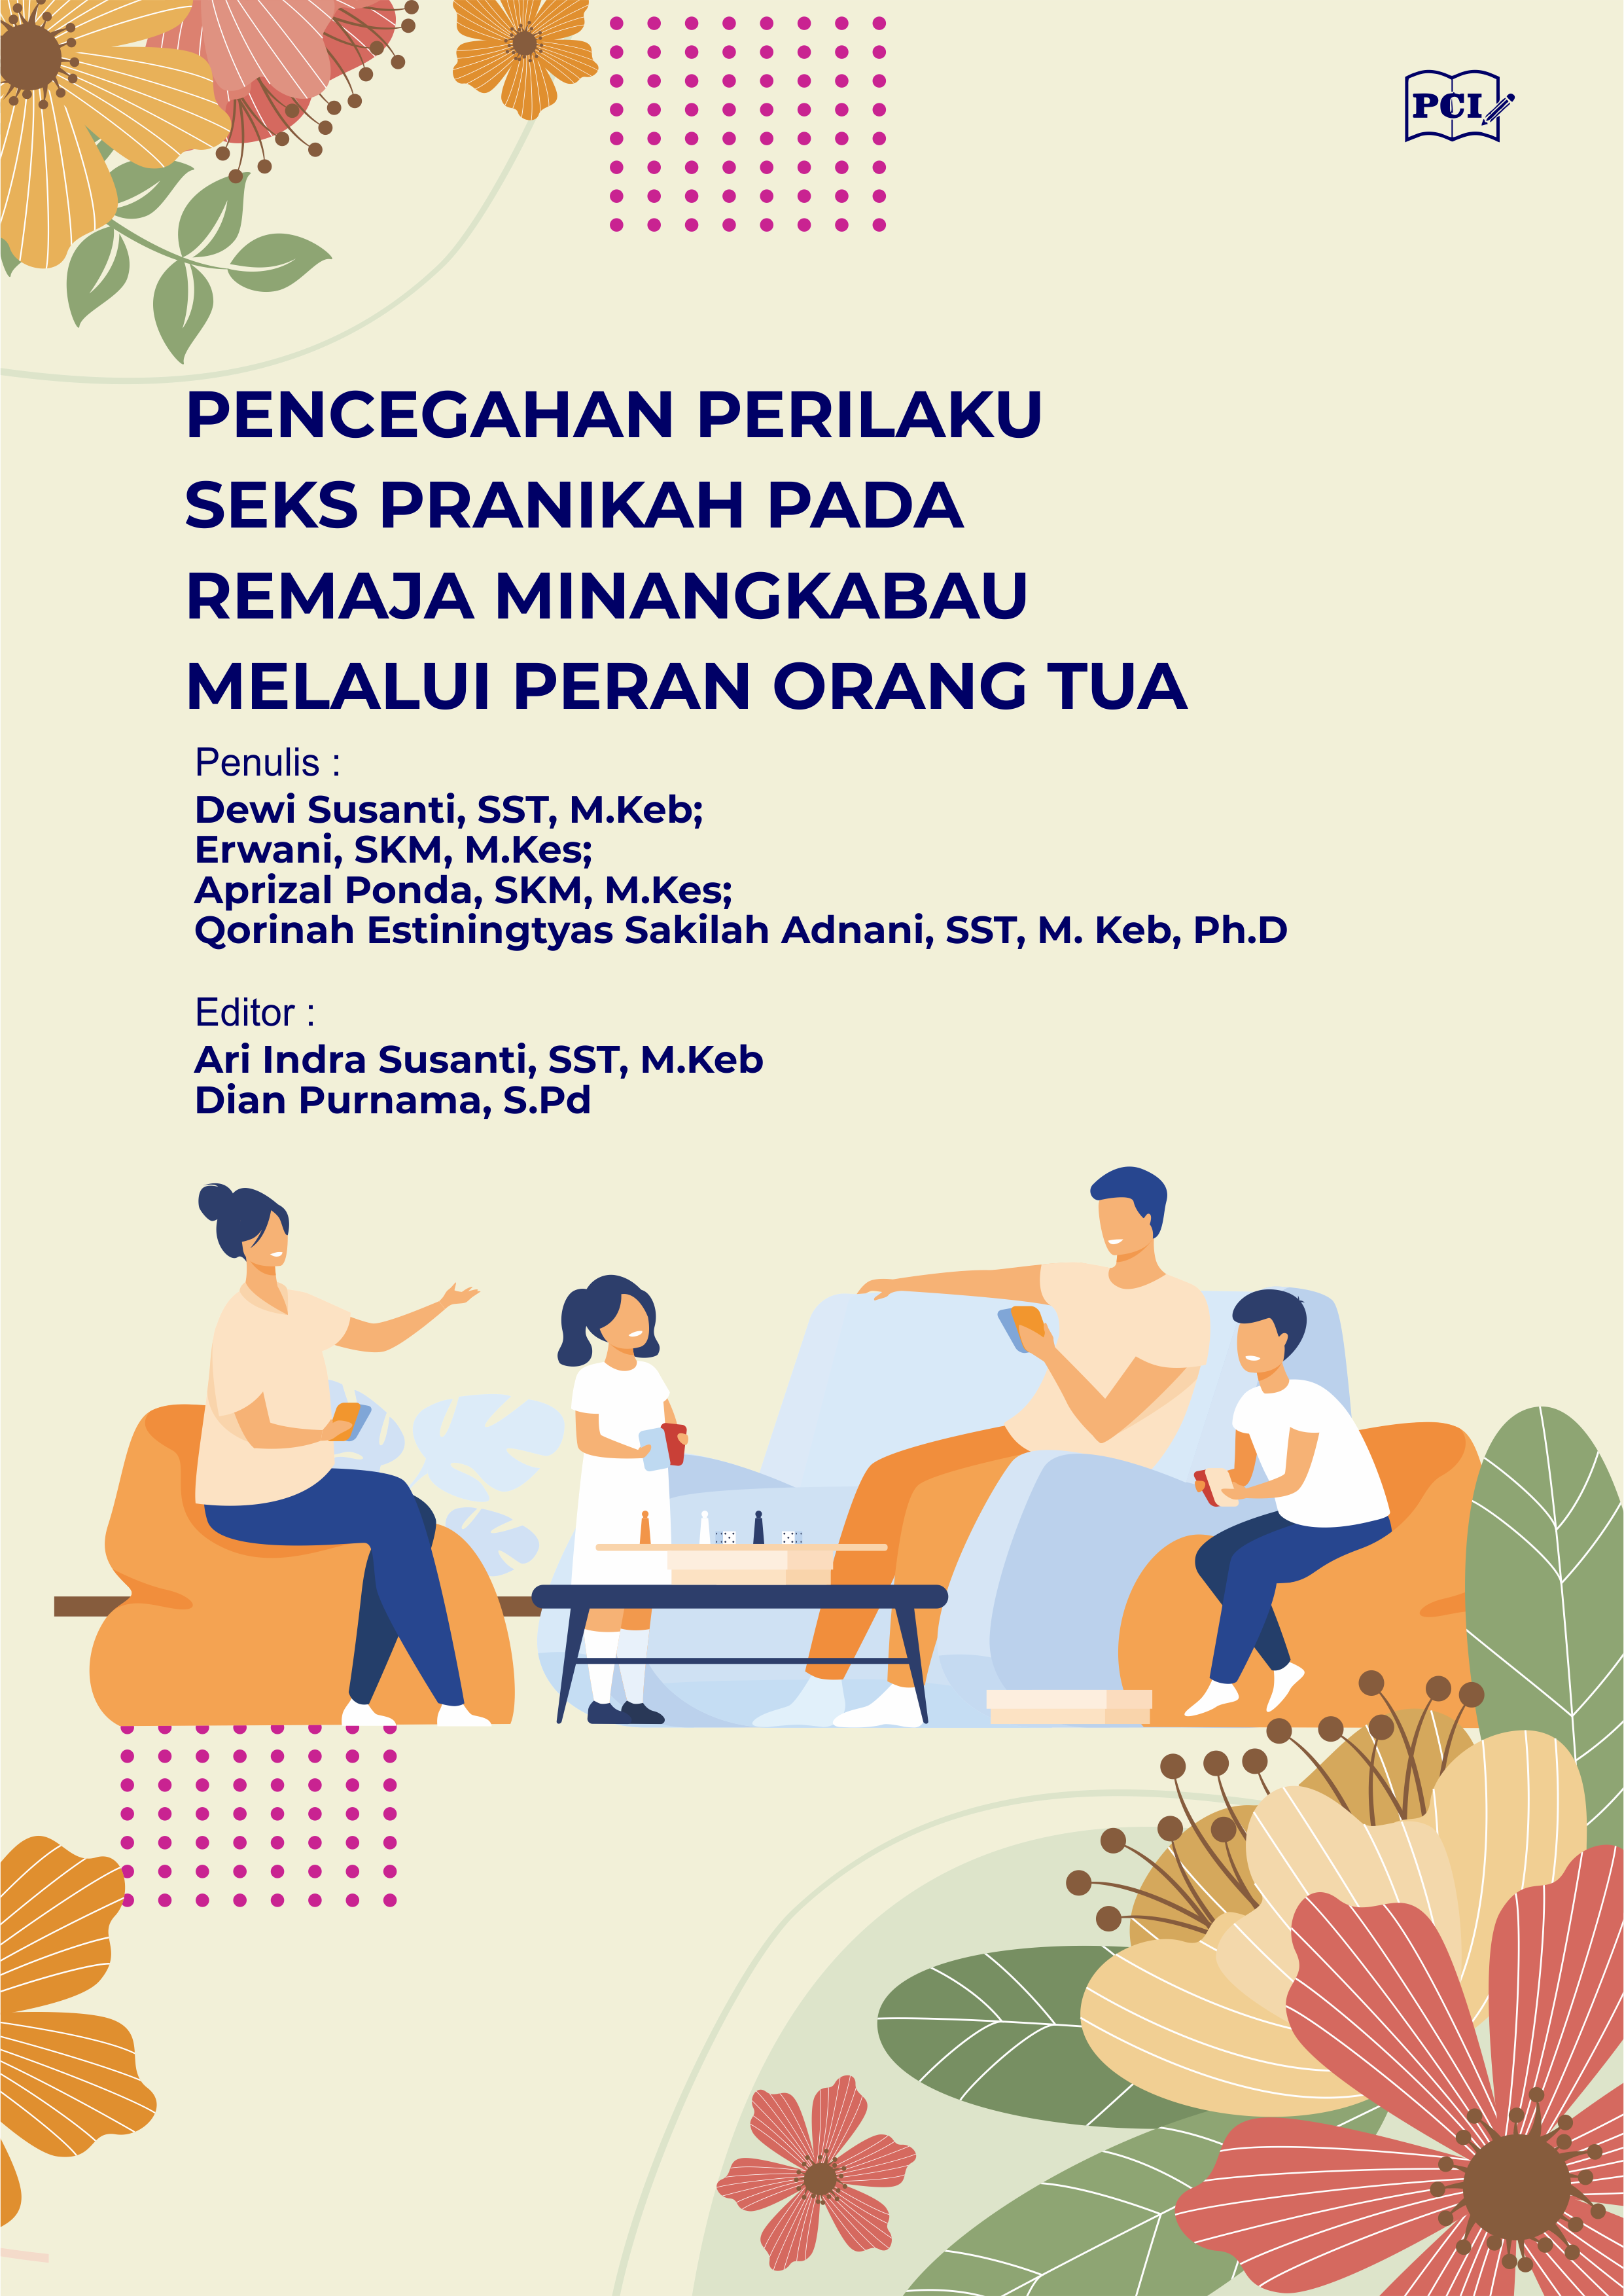 PCI
PENCEGAHAN PERILAKU
SEKS PRANIKAH PADA
REMAJA MINANGKABAU
MELALUI PERAN ORANG TUA
Penulis :
Dewi Susanti, SST, M.Keb;
Erwani, SKM, M.Kes;
Aprizal Ponda, SKM, M.Kes;
Qorinah Estiningtyas Sakilah Adnani, SST, M. Keb, Ph.D
Editor :
Ari Indra Susanti, SST, M.Keb
Dian Purnama, S.Pd